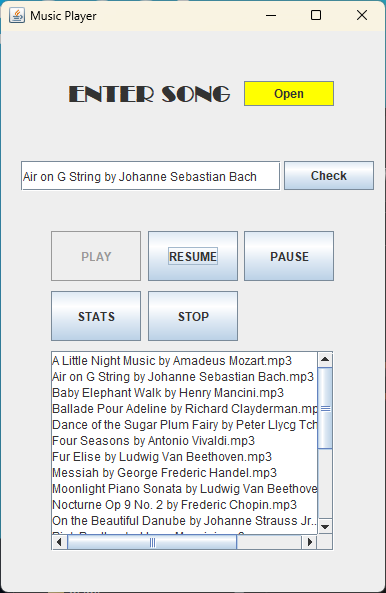 Music Player
ENTER SONG
Open
Air on G String by Johanne Sebastian Bach
Check
PLAY
RESUME
PAUSE
STATS
STOP
A Little Night Music by Amadeus Mozart.mp3
Air on G String by Johanne Sebastian Bach.mp3
Baby Elephant Walk by Henry Mancini.mp3
Ballade Pour Adeline by Richard Clayderman.mp
Dance of the Sugar Plum Fairy by Peter Llycg Tch
Four Seasons by Antonio Vivaldi.mp3
Fur Elise by Ludwig Van Beethoven.mp3
Messiah by George Frederic Handel.mp3
Moonlight Piano Sonata by Ludwig Van Beethove
Nocturne Op 9 No. 2 by Frederic Chopin.mp3
On the Beautiful Danube by Johanne Strauss Jr..